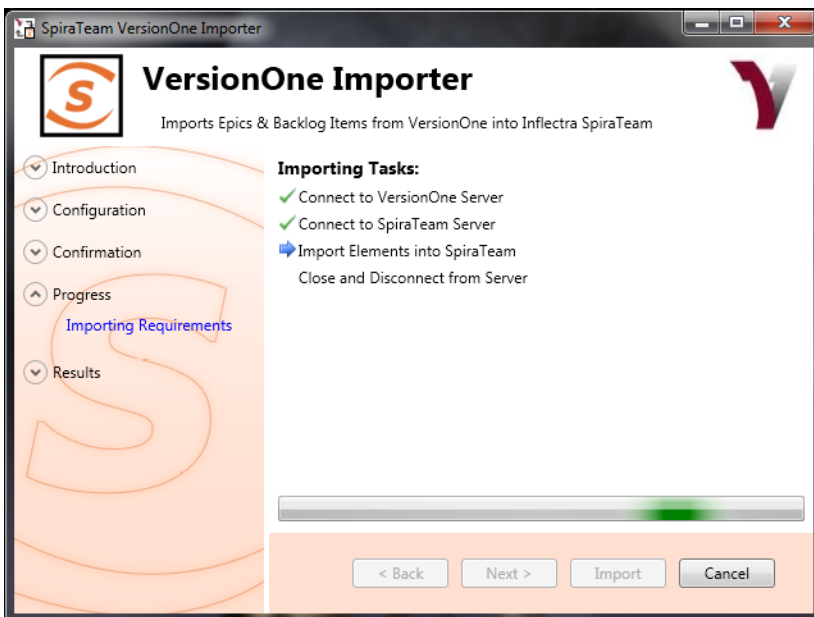 SpiraTeam VersionOne Importer
VersionOne Importer
Imports Epics & Backlog Items from VersionOne into Inflectra SpiraTeam
Introduction
Configuration
Confirmation
Progress
Importing Requirements
Results
Importing Tasks:
Connect to VersionOne Server
Connect to SpiraTeam Server
Import Elements into SpiraTeam
Close and Disconnect from Server
< Back
Next >
Import
Cancel